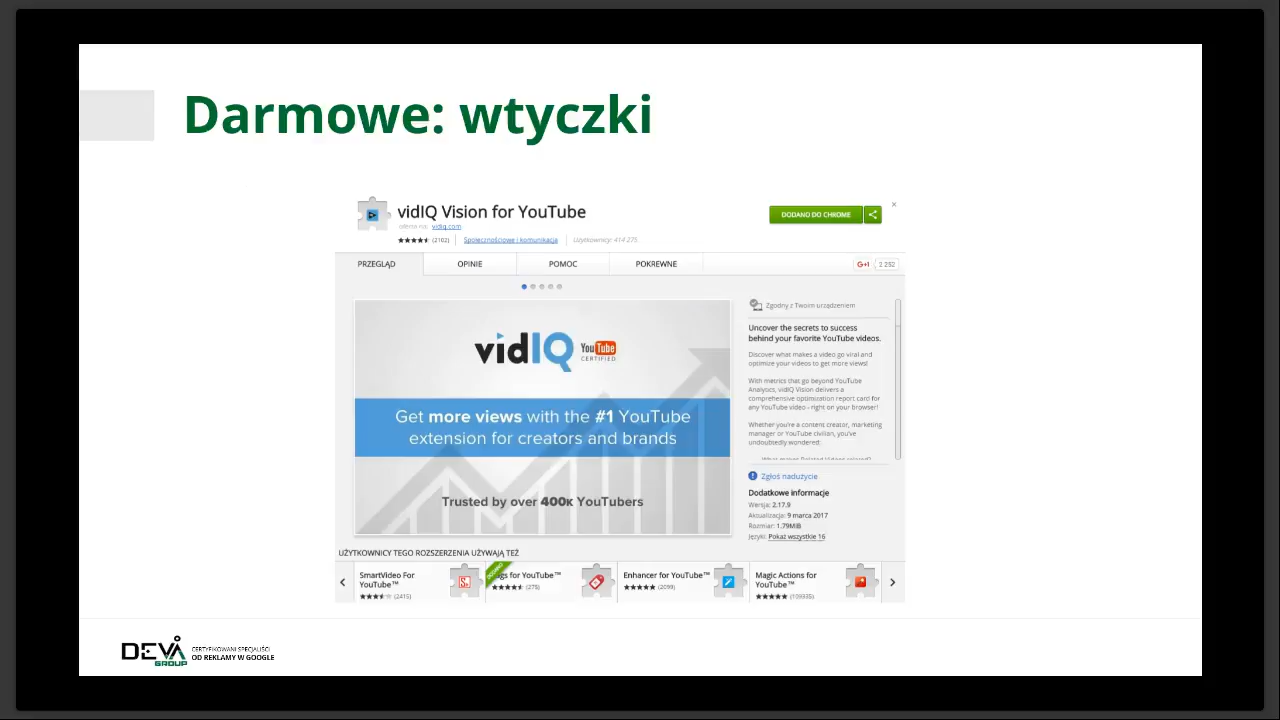 Darmowe: wtyczki
vidIQ Vision for YouTube
DODANO DO CHROME
oferta na: vidiq.com
(2102) Społecznościowe i komunikacja Użytkownicy: 414 275
PRZEGLĄD OPINIE POMOC POKREWNE
G+1 2 252
Zgodny z Twoim urządzeniem
vidIQ YouTube CERTIFIED
Get more views with the #1 YouTube
extension for creators and brands
Trusted by over 400K YouTubers
Uncover the secrets to success
behind your favorite YouTube videos.
Discover what makes a video go viral and
optimize your videos to get more views!
With metrics that go beyond YouTube
Analytics, vidIQ Vision delivers a
comprehensive optimization report card for
any YouTube video - right on your browser!
Whether you're a content creator, marketing
manager or YouTube civilian, you've
undoubtedly wondered:
Zgłoś nadużycie
Dodatkowe informacje
Wersja: 2.17.9
Aktualizacja: 9 marca 2017
Rozmiar: 1.79MiB
Języki: Pokaż wszystkie 16
UŻYTKOWNICY TEGO ROZSZERZENIA UŻYWAJĄ TEŻ
SmartVideo For
YouTube™
(2415)
gs for YouTube™
(275)
Enhancer for YouTube™
(2099)
Magic Actions for
YouTube™
DEVA GROUP
CERTYFIKOWANI SPECJALIŚCI
OD REKLAMY W GOOGLE